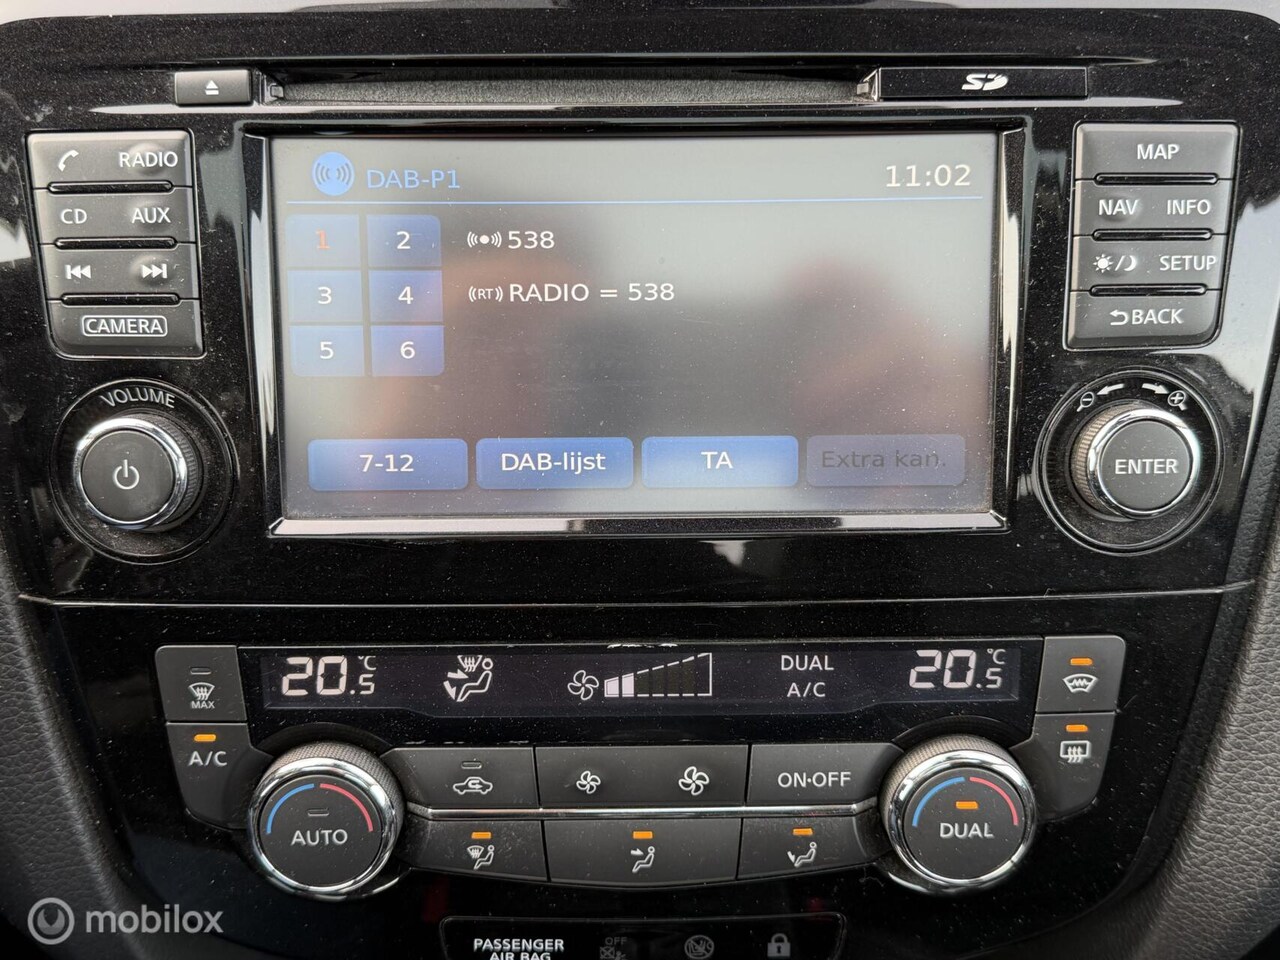 SD
RADIO
CD AUX
CAMERA
VOLUME
DAB-P1 11:02
1 2 538
3 4 RT RADIO = 538
5 6
7-12 DAB-lijst TA Extra kan.
MAP
NAV INFO
SETUP
BACK
ENTER
MAX
A/C
20.5 °C
DUAL
A/C
20.5 °C
AUTO
ON·OFF
DUAL
PASSENGER
AIR BAG
OFF
mobilox